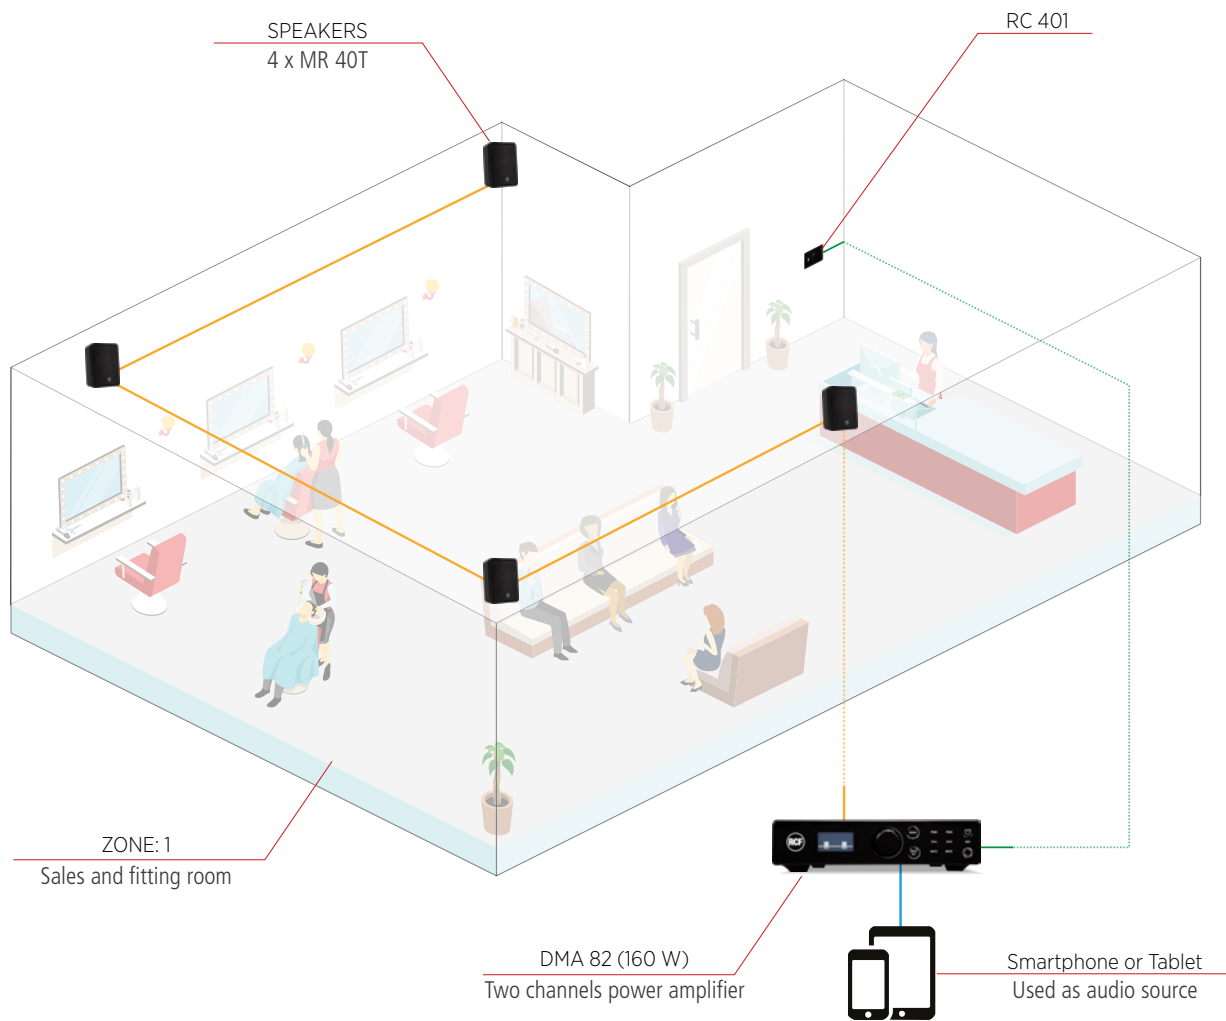 SPEAKERS
4 x MR 40T
RC 401
ZONE: 1
Sales and fitting room
RCF
DMA 82 (160 W)
Two channels power amplifier
Smartphone or Tablet
Used as audio source